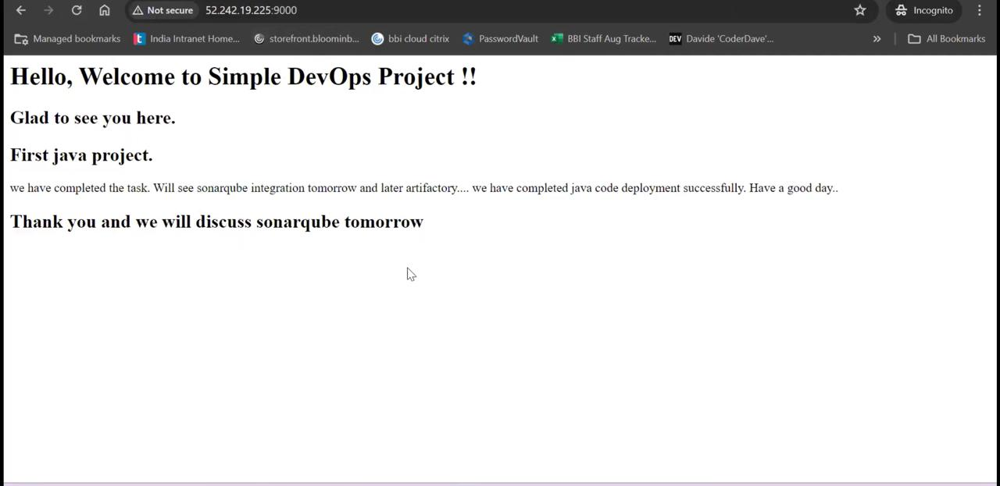 Not secure 52.242.19.225:9000 Incognito
Managed bookmarks India Intranet Home... storefront.bloominb... bbi cloud citrix PasswordVault BBI Staff Aug Tracke... DEV Davide 'CoderDave'... » All Bookmarks
Hello, Welcome to Simple DevOps Project !!
Glad to see you here.
First java project.
we have completed the task. Will see sonarqube integration tomorrow and later artifactory.... we have completed java code deployment successfully. Have a good day..
Thank you and we will discuss sonarqube tomorrow